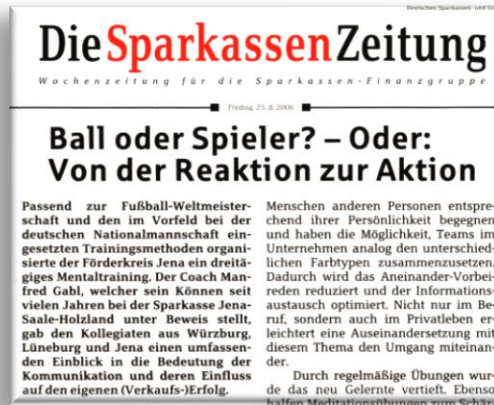 Deutschen Sparkassen- und
Die Sparkassen Zeitung
Wochenzeitung für die Sparkassen-Finanzgruppe
Freitag, 25. 8. 2006
Ball oder Spieler? – Oder:
Von der Reaktion zur Aktion
Passend zur Fußball-Weltmeister-
schaft und den im Vorfeld bei der
deutschen Nationalmannschaft ein-
gesetzten Trainingsmethoden organi-
sierte der Förderkreis Jena ein dreitä-
giges Mentaltraining. Der Coach Man-
fred Gabl, welcher sein Können seit
vielen Jahren bei der Sparkasse Jena-
Saale-Holzland unter Beweis stellt,
gab den Kollegiaten aus Würzburg,
Lüneburg und Jena einen umfassen-
den Einblick in die Bedeutung der
Kommunikation und deren Einfluss
auf den eigenen (Verkaufs-)Erfolg.
Menschen anderen Personen entspre-
chend ihrer Persönlichkeit begegnen
und haben die Möglichkeit, Teams im
Unternehmen analog den unterschied-
lichen Farbtypen zusammenzusetzen.
Dadurch wird das Aneinander-Vorbei-
reden reduziert und der Informations-
austausch optimiert. Nicht nur im Be-
ruf, sondern auch im Privatleben er-
leichtert eine Auseinandersetzung mit
diesem Thema den Umgang miteinan-
der.
Durch regelmäßige Übungen wur-
de das neu Gelernte vertieft. Ebenso
halfen Meditationsübungen zum Schär-